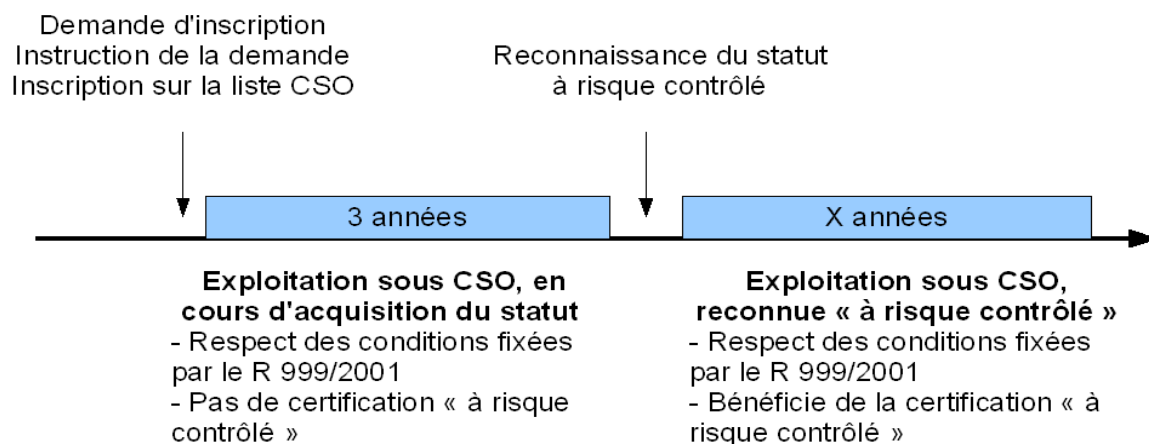 Demande d'inscription
Instruction de la demande
Inscription sur la liste CSO
Reconnaissance du statut
à risque contrôlé
3 années
X années
Exploitation sous CSO, en
cours d'acquisition du statut
- Respect des conditions fixées
par le R 999/2001
- Pas de certification « à risque
contrôlé »
Exploitation sous CSO,
reconnue « à risque contrôlé »
- Respect des conditions fixées
par le R 999/2001
- Bénéficie de la certification « à
risque contrôlé »